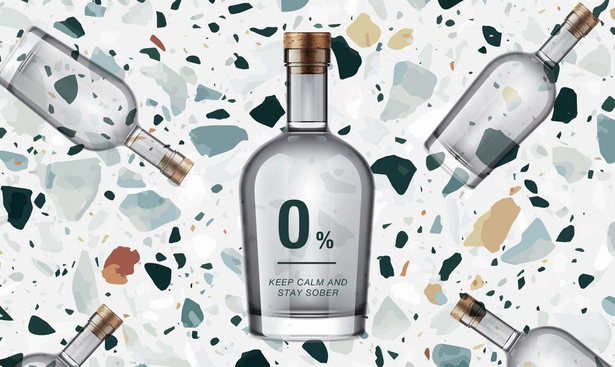 0%
KEEP CALM AND
STAY SOBER